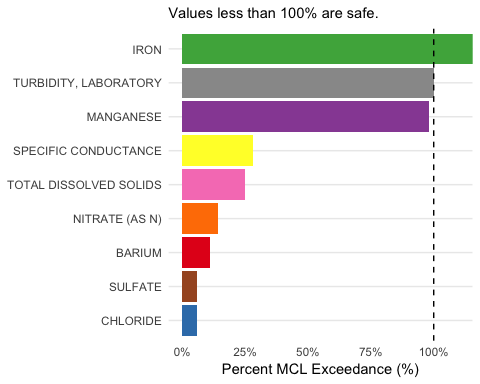 Values less than 100% are safe.
IRON
TURBIDITY, LABORATORY
MANGANESE
SPECIFIC CONDUCTANCE
TOTAL DISSOLVED SOLIDS
NITRATE (AS N)
BARIUM
SULFATE
CHLORIDE
0% 25% 50% 75% 100%
Percent MCL Exceedance (%)